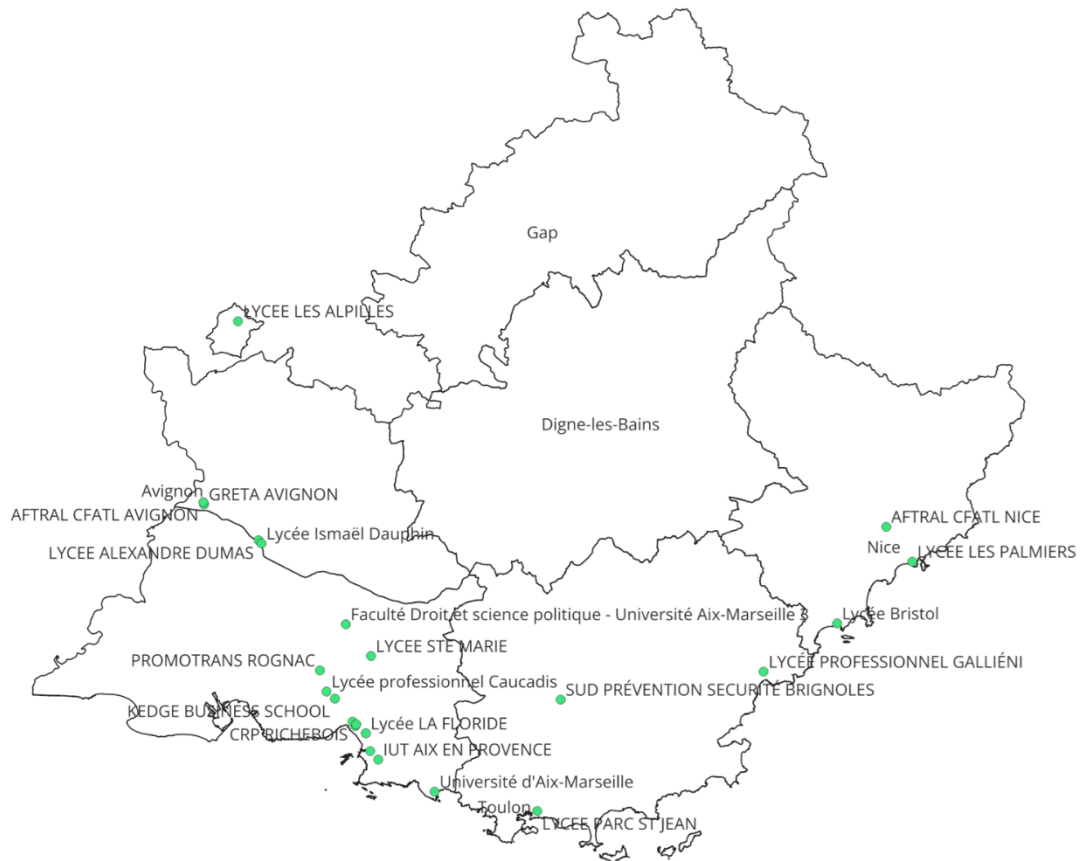 Gap
LYCEE LES ALPILLES
Digne-les-Bains
Avignon
GRETA AVIGNON
AFTRAL CFATL AVIGNON
AFTRAL CFATL NICE
Lycée Ismaël Dauphin
Nice
LYCEE ALEXANDRE DUMAS
LYCEE LES PALMIERS
Faculté Droit et science politique - Université Aix-Marseille 3
Lycée Bristol
LYCEE STE MARIE
PROMOTRANS ROGNAC
LYCÉE PROFESSIONNEL GALLIÉNI
Lycée professionnel Caucadis
SUD PRÉVENTION SECURITE BRIGNOLES
KEDGE BUSINESS SCHOOL
Lycée LA FLORIDE
CRP RICHEBOIS
IUT AIX EN PROVENCE
Université d'Aix-Marseille
Toulon
LYCEE PARC ST JEAN